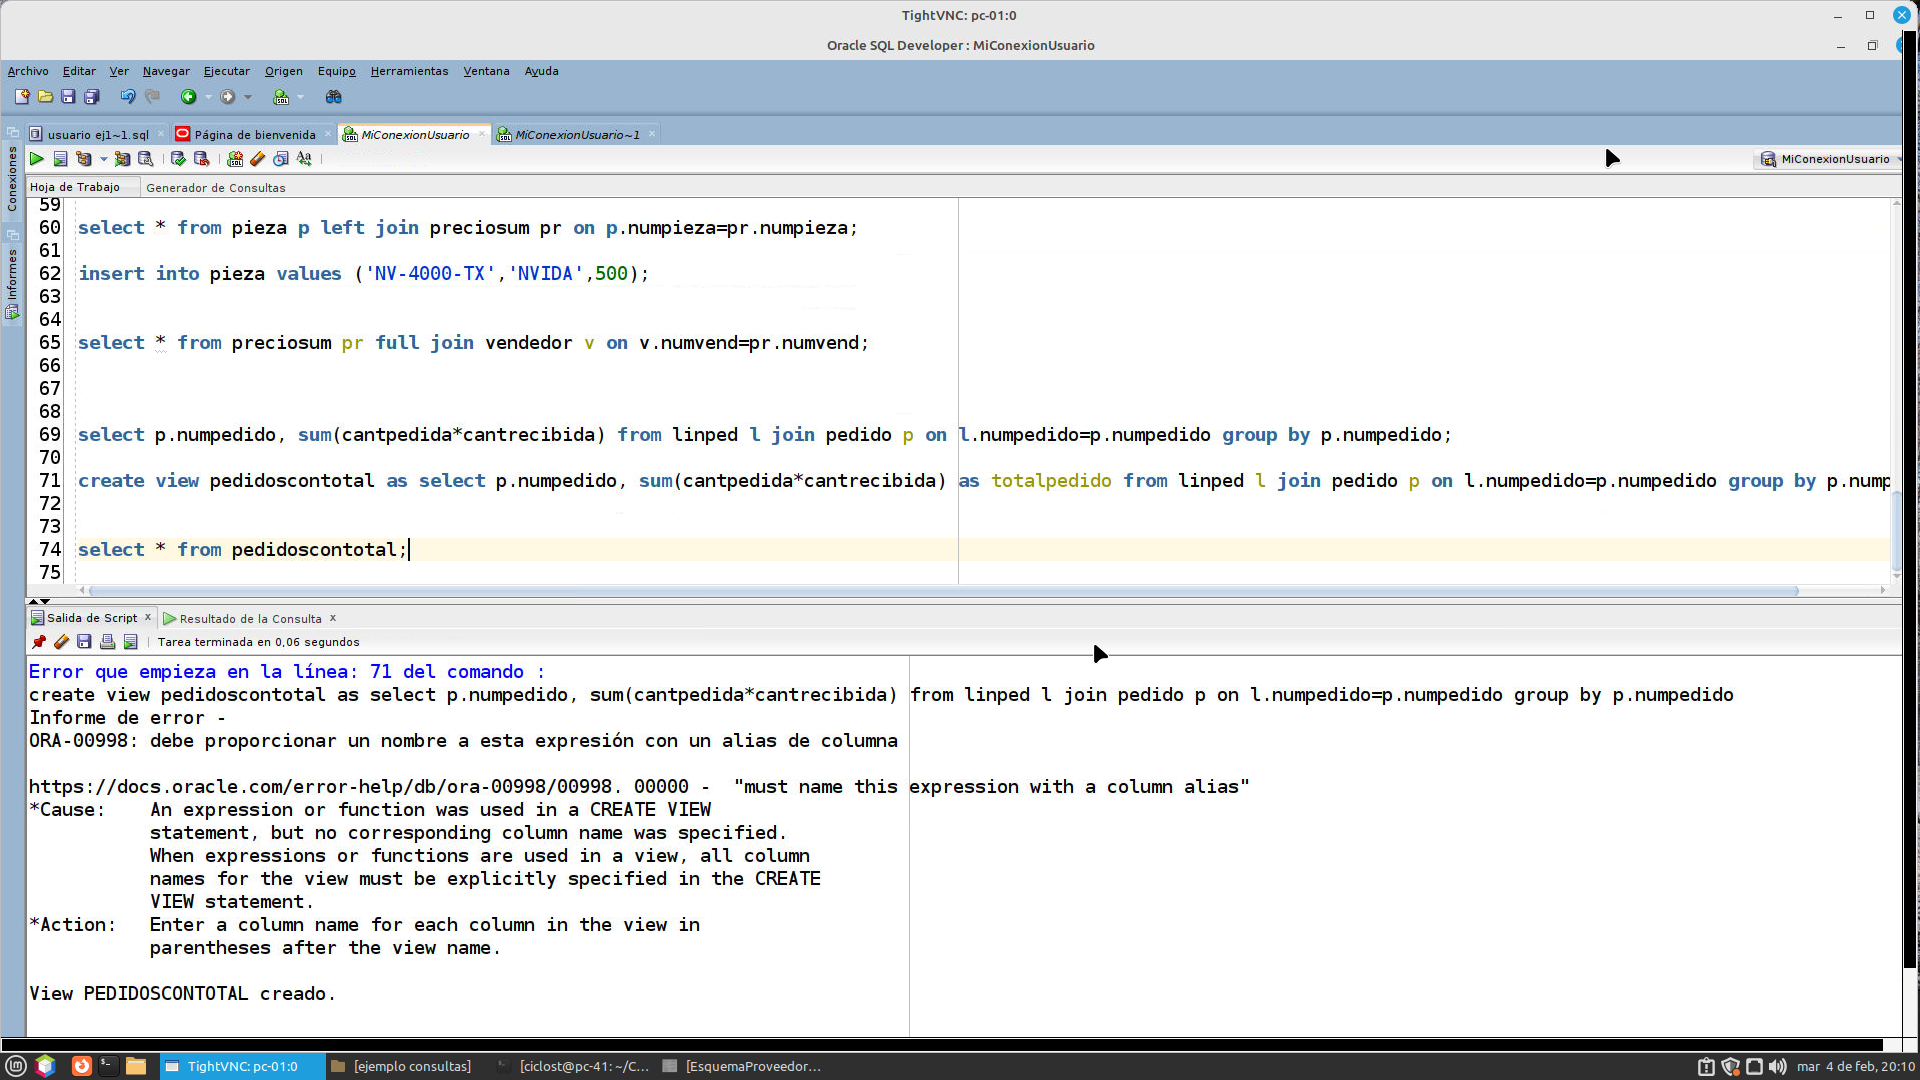 TightVNC: pc-01:0
Oracle SQL Developer : MiConexionUsuario
Archivo Editar Ver Navegar Ejecutar Origen Equipo Herramientas Ventana Ayuda
usuario ej1~1.sql Página de bienvenida MiConexionUsuario MiConexionUsuario~1
MiConexionUsuario
Conexiones
Informes
Hoja de Trabajo Generador de Consultas
59
60 select * from pieza p left join preciosum pr on p.numpieza=pr.numpieza;
61
62 insert into pieza values ('NV-4000-TX','NVIDA',500);
63
64
65 select * from preciosum pr full join vendedor v on v.numvend=pr.numvend;
66
67
68
69 select p.numpedido, sum(cantpedida*cantrecibida) from linped l join pedido p on l.numpedido=p.numpedido group by p.numpedido;
70
71 create view pedidoscontotal as select p.numpedido, sum(cantpedida*cantrecibida) as totalpedido from linped l join pedido p on l.numpedido=p.numpedido group by p.nump
72
73
74 select * from pedidoscontotal;
75
Salida de Script x Resultado de la Consulta x
Tarea terminada en 0,06 segundos
Error que empieza en la línea: 71 del comando :
create view pedidoscontotal as select p.numpedido, sum(cantpedida*cantrecibida) from linped l join pedido p on l.numpedido=p.numpedido group by p.numpedido
Informe de error -
ORA-00998: debe proporcionar un nombre a esta expresión con un alias de columna
https://docs.oracle.com/error-help/db/ora-00998/00998. 00000 - "must name this expression with a column alias"
*Cause: An expression or function was used in a CREATE VIEW
statement, but no corresponding column name was specified.
When expressions or functions are used in a view, all column
names for the view must be explicitly specified in the CREATE
VIEW statement.
*Action: Enter a column name for each column in the view in
parentheses after the view name.
View PEDIDOSCONTOTAL creado.
TightVNC: pc-01:0 [ejemplo consultas] [ciclost@pc-41: ~/C... [EsquemaProveedor... mar 4 de feb, 20:10